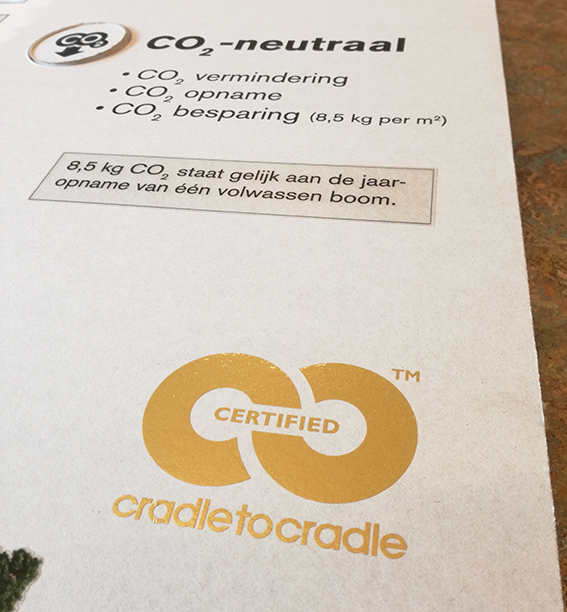 CO₂
CO₂-neutraal
• CO₂ vermindering
• CO₂ opname
• CO₂ besparing (8,5 kg per m²)
8,5 kg CO₂ staat gelijk aan de jaar-
opname van één volwassen boom.
TM
CERTIFIED
cradletocradle